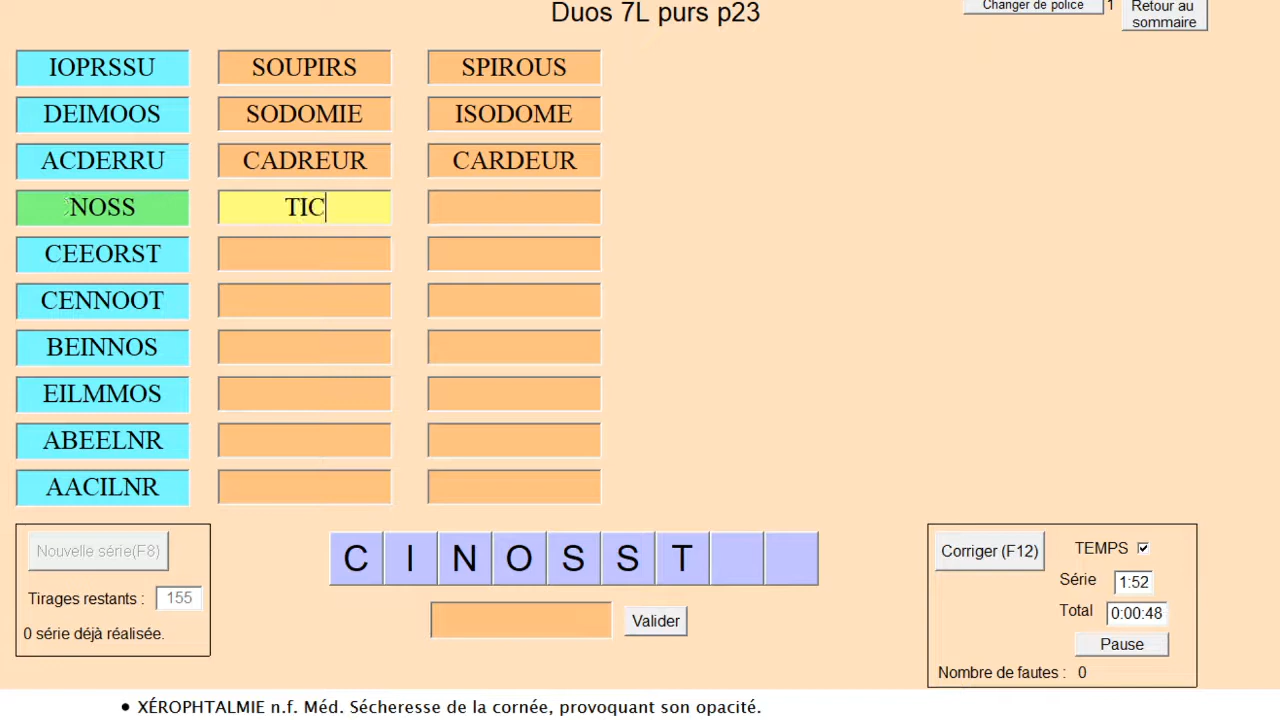 Duos 7L purs p23
Changer de police 1 Retour au sommaire
IOPRSSU SOUPIRS SPIROUS
DEIMOOS SODOMIE ISODOME
ACDERRU CADREUR CARDEUR
NOSS TIC
CEEORST
CENNOOT
BEINNOS
EILMMOS
ABEELNR
AACILNR
Nouvelle série(F8)
Tirages restants : 155
0 série déjà réalisée.
C I N O S S T
Valider
Corriger (F12) TEMPS
Série 1:52
Total 0:00:48
Pause
Nombre de fautes : 0
• XÉROPHTALMIE n.f. Méd. Sécheresse de la cornée, provoquant son opacité.